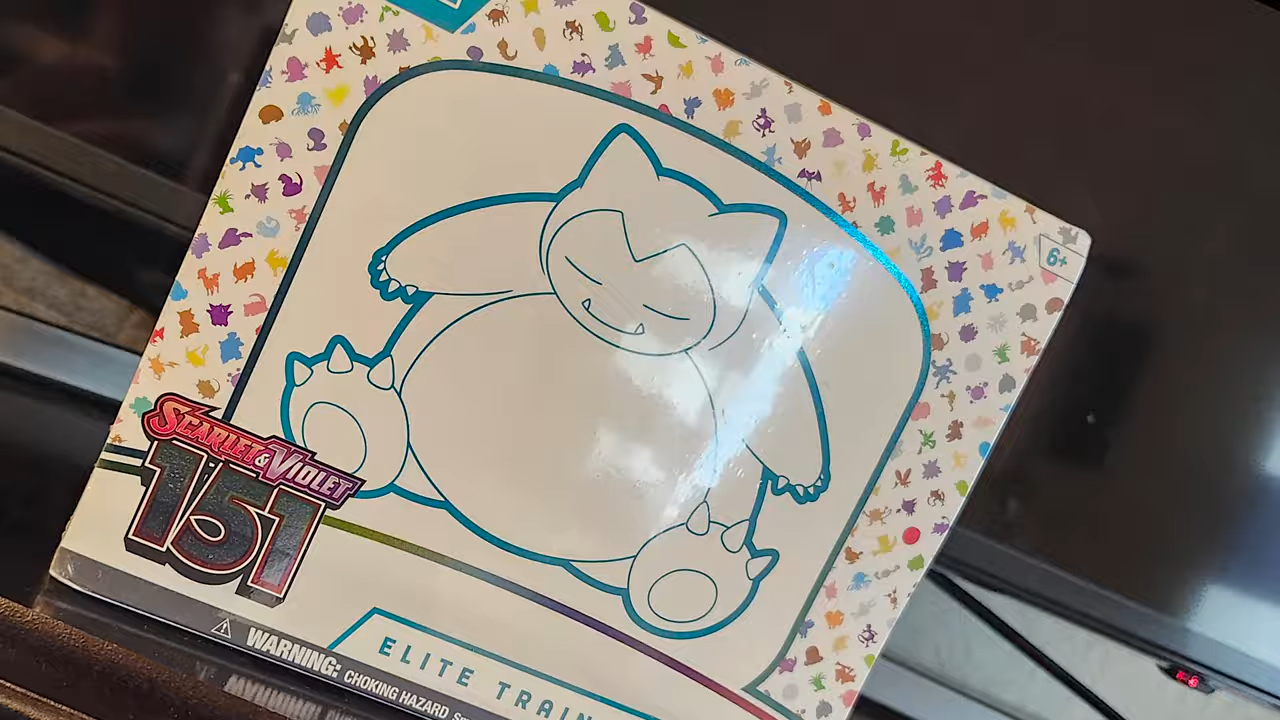 6+
SCARLET & VIOLET
151
WARNING: CHOKING HAZARD
ELITE TRAIN